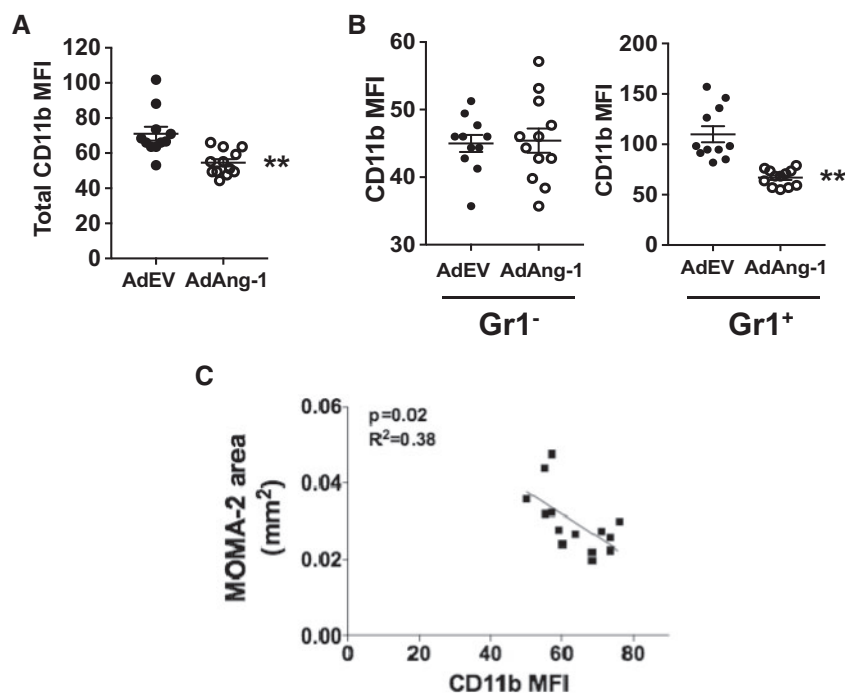 A
Total CD11b MFI
120
100
80
60
40
20
0
**
AdEV AdAng-1
B
CD11b MFI
60
50
40
30
AdEV AdAng-1
Gr1-
CD11b MFI
200
150
100
50
0
**
AdEV AdAng-1
Gr1+
C
MOMA-2 area
(mm²)
0.06
0.04
0.02
0.00
p=0.02
R²=0.38
0 20 40 60 80
CD11b MFI